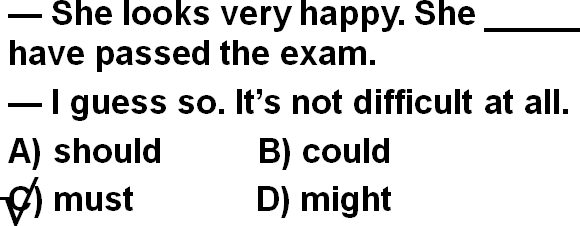 — She looks very happy. She _____
have passed the exam.
— I guess so. It's not difficult at all.
A) should B) could
C) must D) might